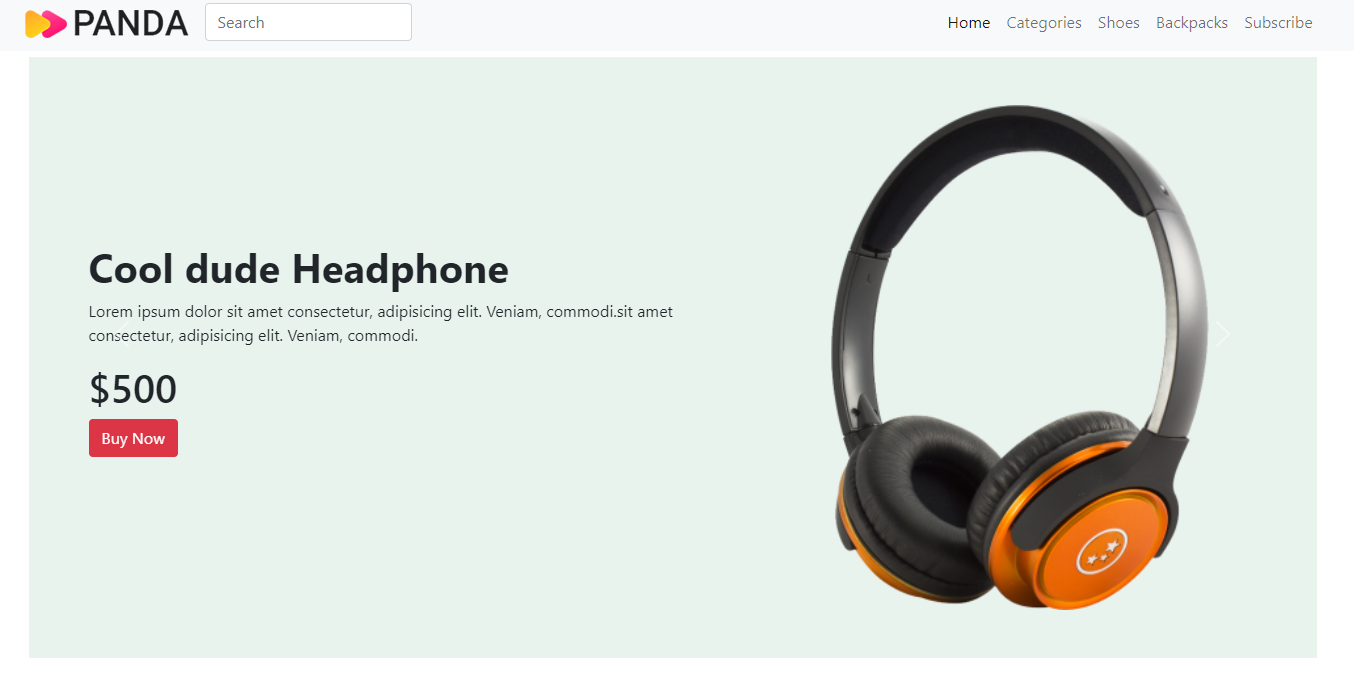 PANDA
Search
Home Categories Shoes Backpacks Subscribe
Cool dude Headphone
Lorem ipsum dolor sit amet consectetur, adipisicing elit. Veniam, commodi.sit amet
consectetur, adipisicing elit. Veniam, commodi.
$500
Buy Now